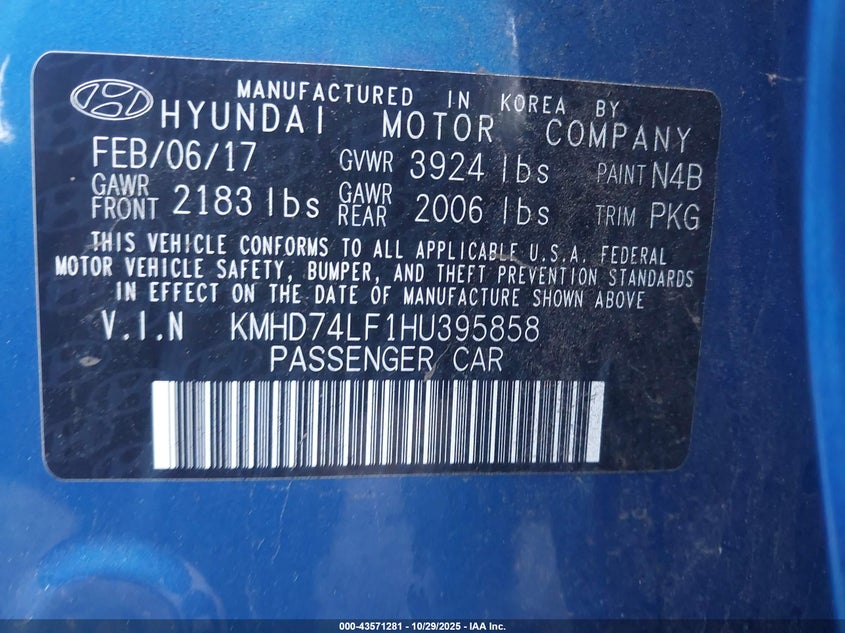 MANUFACTURED IN KOREA BY
HYUNDAI MOTOR COMPANY
FEB/06/17 GVWR 3924 lbs PAINT N4B
GAWR FRONT 2183 lbs GAWR REAR 2006 lbs TRIM PKG
THIS VEHICLE CONFORMS TO ALL APPLICABLE U.S.A. FEDERAL
MOTOR VEHICLE SAFETY, BUMPER, AND THEFT PREVENTION STANDARDS
IN EFFECT ON THE DATE OF MANUFACTURE SHOWN ABOVE
V.I.N KMHD74LF1HU395858
PASSENGER CAR
000-43571281 - 10/29/2025 - IAA Inc.